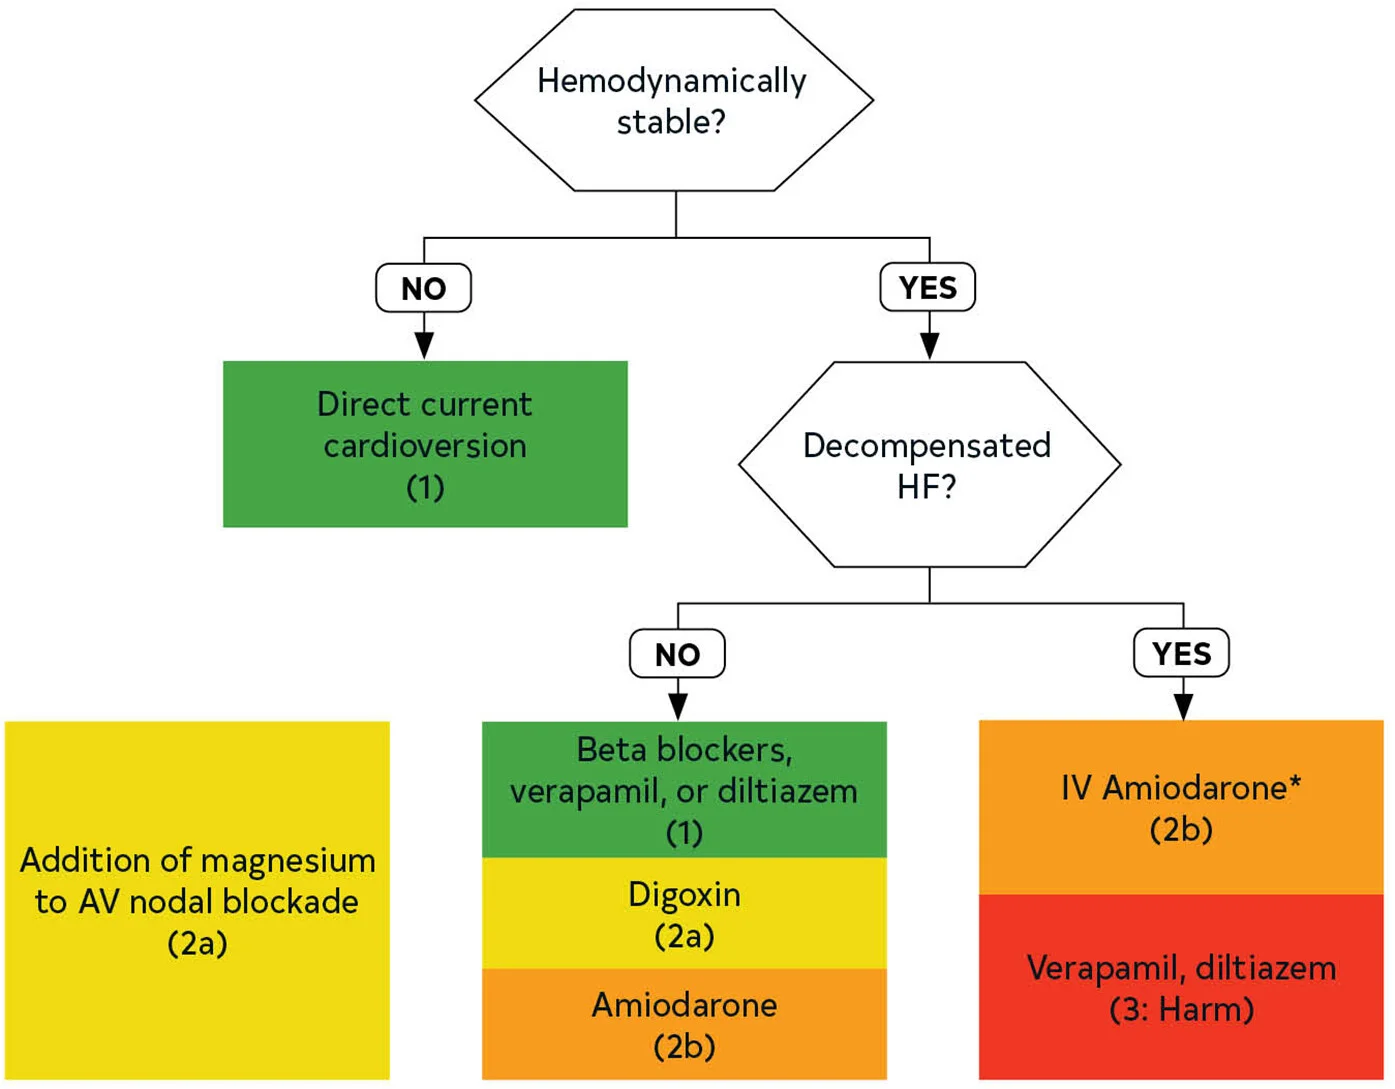 Hemodynamically
stable?
NO
YES
Direct current
cardioversion
(1)
Decompensated
HF?
NO
YES
Addition of magnesium
to AV nodal blockade
(2a)
Beta blockers,
verapamil, or diltiazem
(1)
Digoxin
(2a)
Amiodarone
(2b)
IV Amiodarone*
(2b)
Verapamil, diltiazem
(3: Harm)